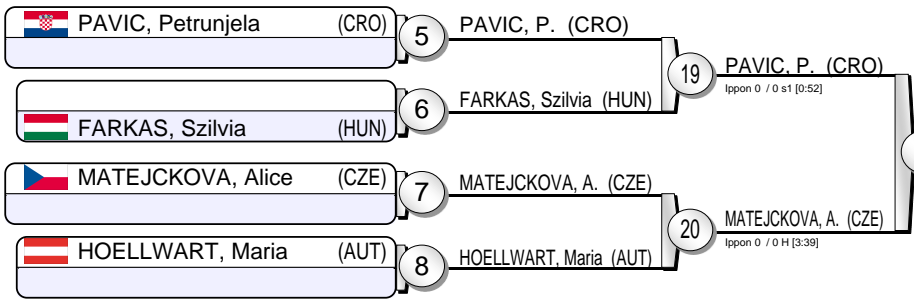 PAVIC, Petrunjela (CRO)
5
PAVIC, P. (CRO)
6
FARKAS, Szilvia (HUN)
FARKAS, Szilvia (HUN)
19
PAVIC, P. (CRO)
Ippon 0 / 0 s1 [0:52]
MATEJCKOVA, Alice (CZE)
7
MATEJCKOVA, A. (CZE)
HOELLWART, Maria (AUT)
8
HOELLWART, Maria (AUT)
20
MATEJCKOVA, A. (CZE)
Ippon 0 / 0 H [3:39]